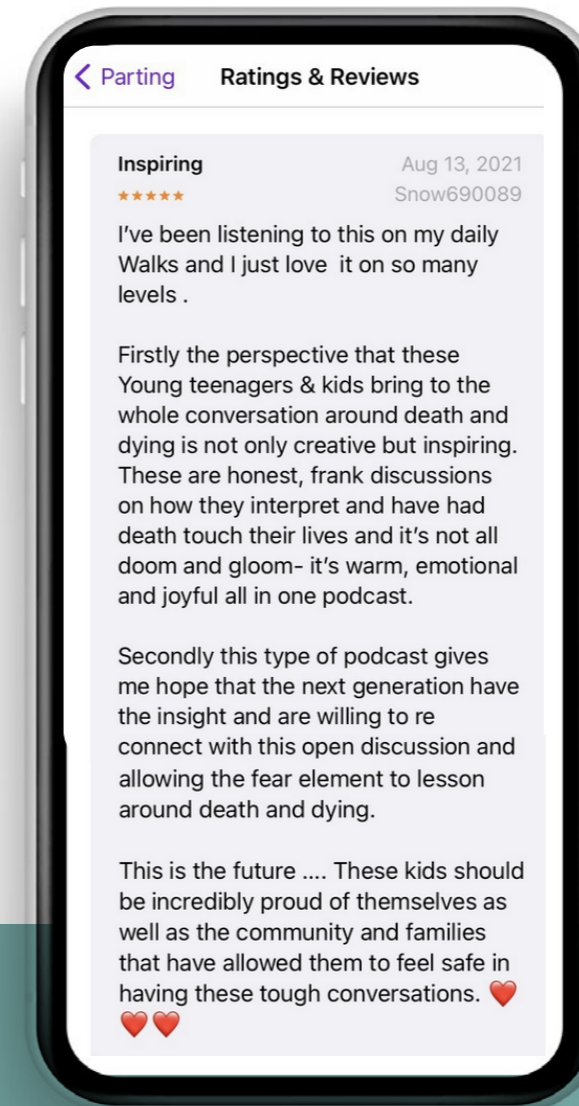 Parting Ratings & Reviews
Inspiring Aug 13, 2021
★★★★★ Snow690089
I've been listening to this on my daily
Walks and I just love  it on so many
levels .
Firstly the perspective that these
Young teenagers & kids bring to the
whole conversation around death and
dying is not only creative but inspiring.
These are honest, frank discussions
on how they interpret and have had
death touch their lives and it's not all
doom and gloom- it's warm, emotional
and joyful all in one podcast.
Secondly this type of podcast gives
me hope that the next generation have
the insight and are willing to re
connect with this open discussion and
allowing the fear element to lesson
around death and dying.
This is the future .... These kids should
be incredibly proud of themselves as
well as the community and families
that have allowed them to feel safe in
having these tough conversations. ❤️
❤️❤️